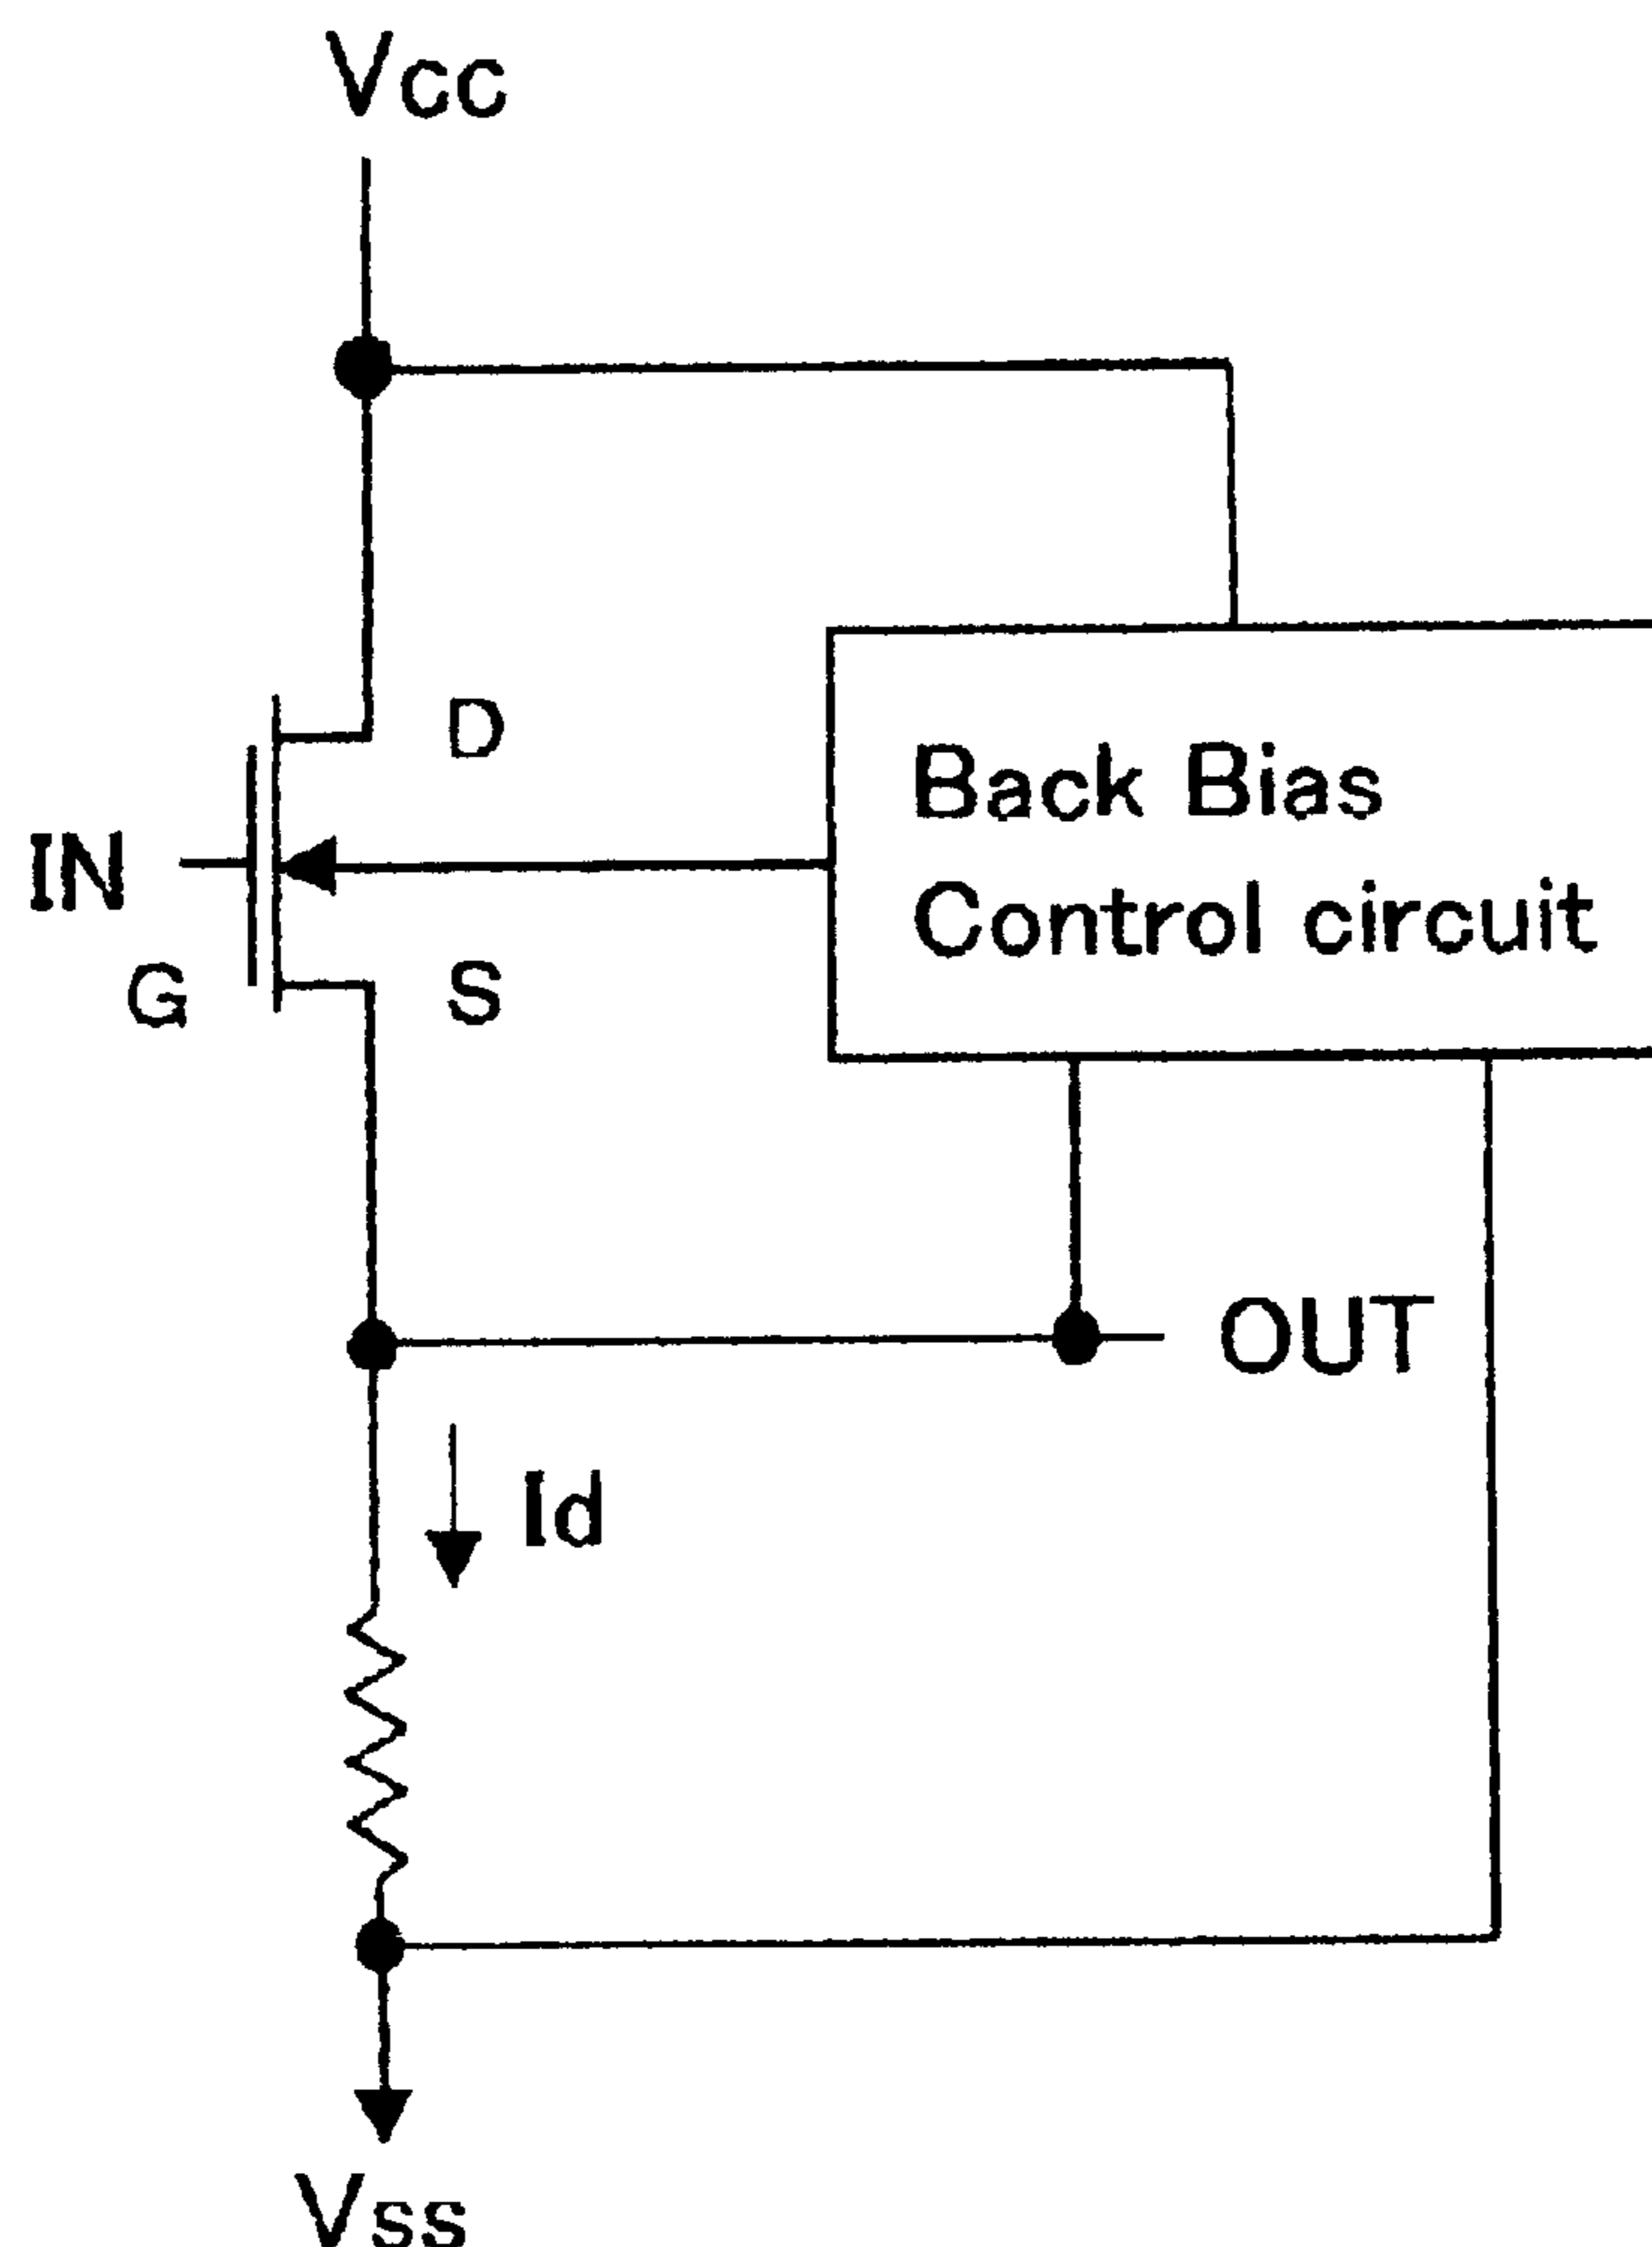 Vcc
D
Back Bias
Control circuit
IN
G
S
OUT
Id
Vss